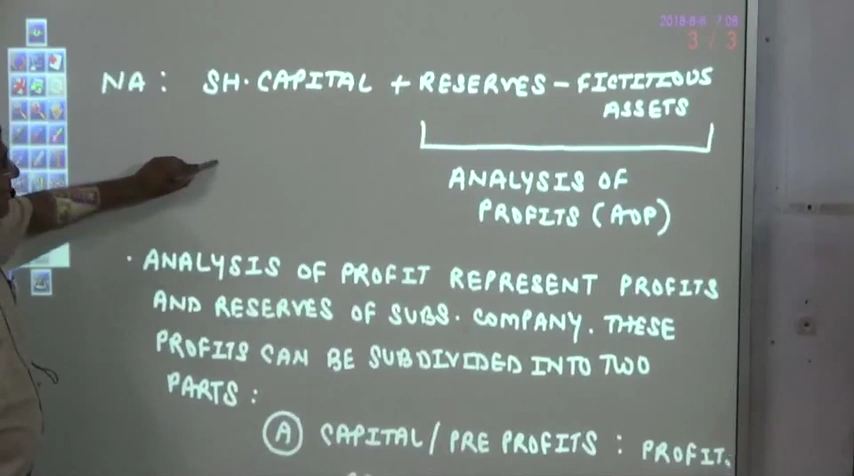 2018-8-8 7:08
3 / 3
NA : SH. CAPITAL + RESERVES - FICTITIOUS
ASSETS
ANALYSIS OF
PROFITS (AOP)
• ANALYSIS OF PROFIT REPRESENT PROFITS
AND RESERVES OF SUBS. COMPANY. THESE
PROFITS CAN BE SUBDIVIDED INTO TWO
PARTS :
A CAPITAL / PRE PROFITS : PROFIT.